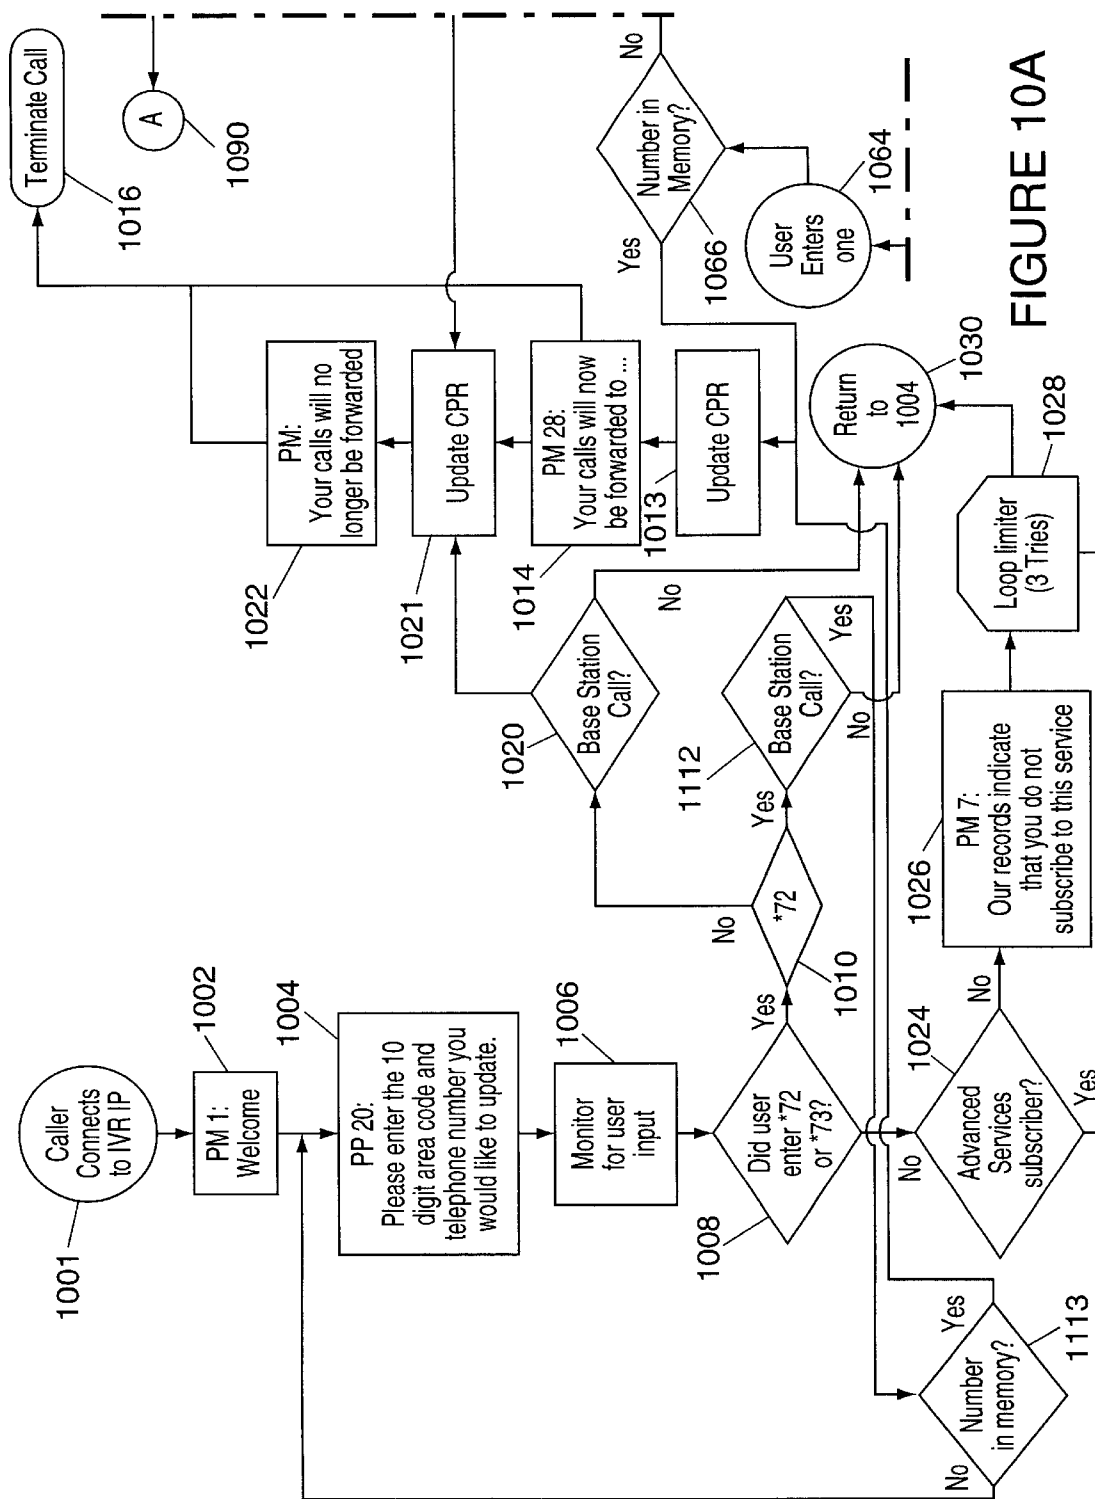 Caller
Connects
to IVR IP
1001
PM 1:
Welcome
1002
PP 20:
Please enter the 10
digit area code and
telephone number you
would like to update.
1004
Monitor
for user
input
1006
Did user
enter *72
or *73?
1008
Yes
No
*72
1010
No
Yes
Base Station
Call?
1020
No
Base Station
Call?
1112
Yes
No
Update CPR
1021
PM:
Your calls will no
longer be forwarded
1022
PM 28:
Your calls will now
be forwarded to ...
1014
Update CPR
1013
Terminate Call
1016
A
1090
Number in
Memory?
1066
Yes
No
User
Enters
one
1064
Return
to
1004
1030
Advanced
Services
subscriber?
1024
No
Yes
PM 7:
Our records indicate
that you do not
subscribe to this service
1026
Loop limiter
(3 Tries)
1028
Number
in memory?
1113
No
Yes
FIGURE 10A